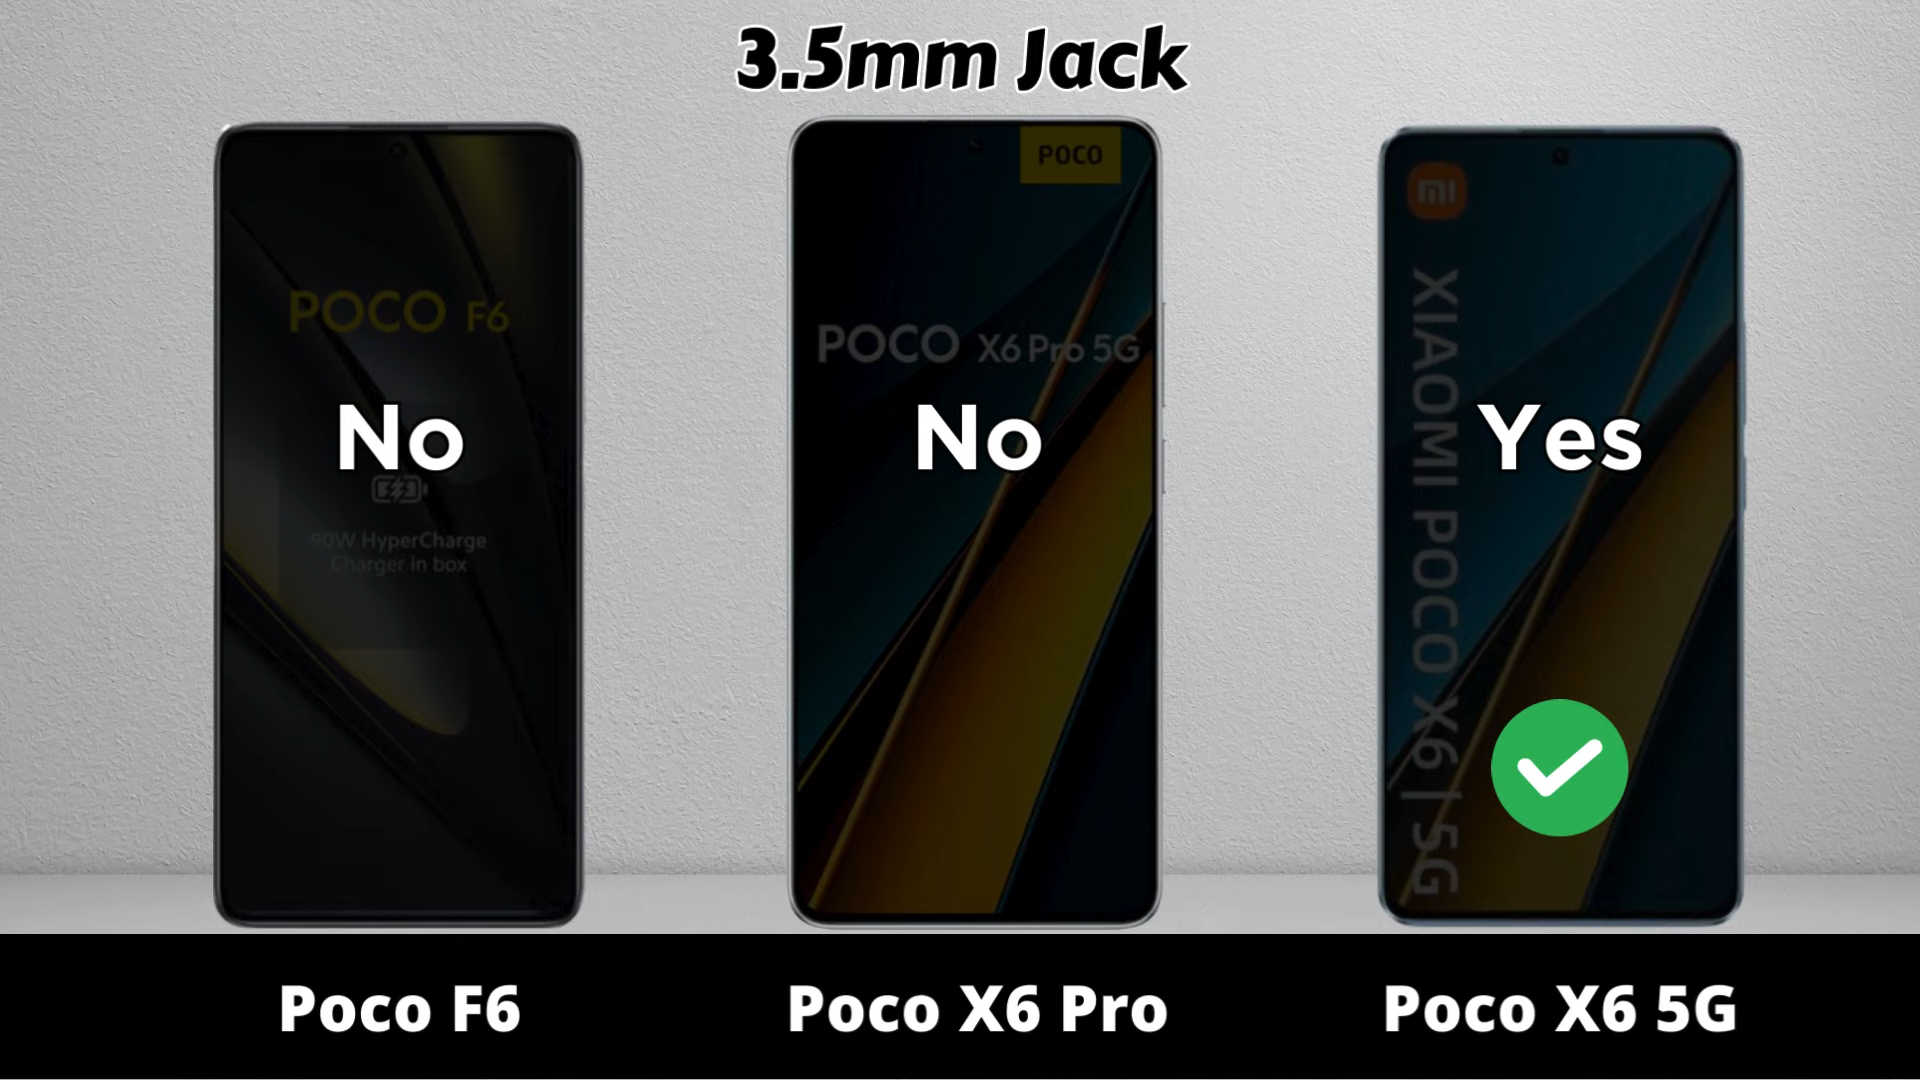 3.5mm Jack
POCO F6
No
90W HyperCharge
Charger in box
POCO
POCO X6 Pro 5G
No
mi
XIAOMI POCO X6 | 5G
Yes
Poco F6
Poco X6 Pro
Poco X6 5G